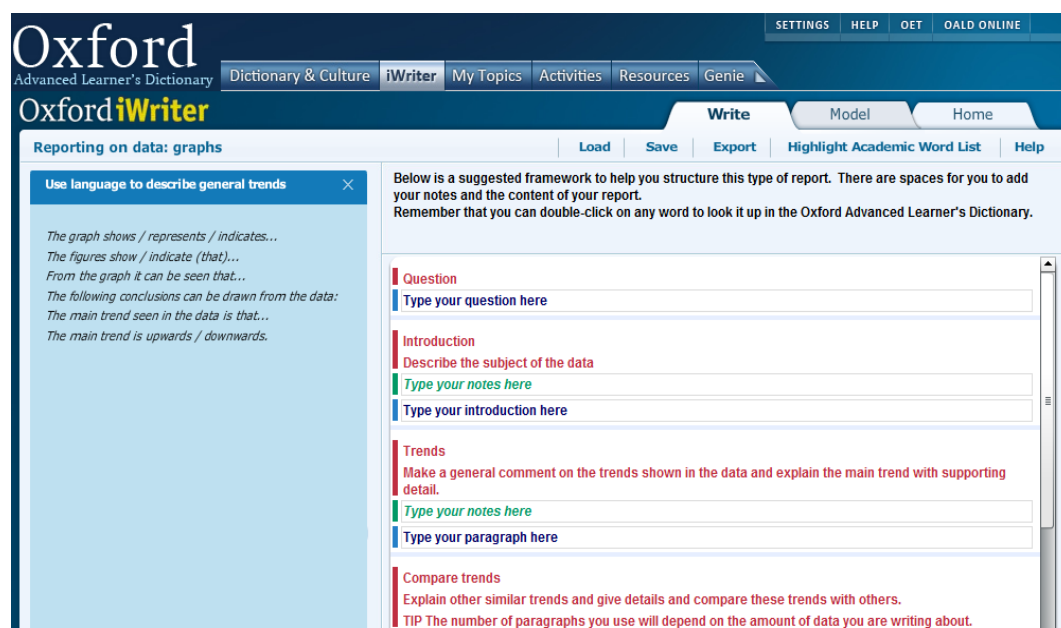 SETTINGS HELP OET OALD ONLINE
Oxford
Advanced Learner's Dictionary
Dictionary & Culture iWriter My Topics Activities Resources Genie
Oxford iWriter
Write Model Home
Reporting on data: graphs
Load Save Export Highlight Academic Word List Help
Use language to describe general trends
The graph shows / represents / indicates...
The figures show / indicate (that)...
From the graph it can be seen that...
The following conclusions can be drawn from the data:
The main trend seen in the data is that...
The main trend is upwards / downwards.
Below is a suggested framework to help you structure this type of report. There are spaces for you to add
your notes and the content of your report.
Remember that you can double-click on any word to look it up in the Oxford Advanced Learner's Dictionary.
Question
Type your question here
Introduction
Describe the subject of the data
Type your notes here
Type your introduction here
Trends
Make a general comment on the trends shown in the data and explain the main trend with supporting
detail.
Type your notes here
Type your paragraph here
Compare trends
Explain other similar trends and give details and compare these trends with others.
TIP The number of paragraphs you use will depend on the amount of data you are writing about.